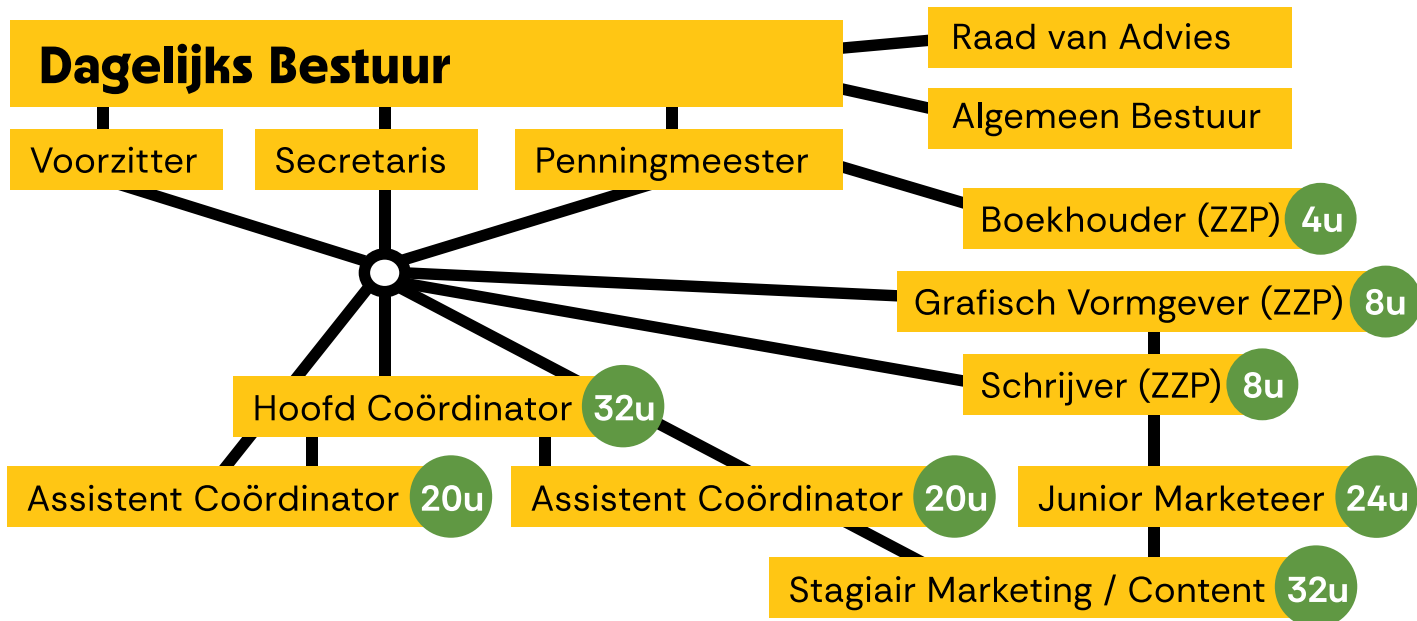 Dagelijks Bestuur
Raad van Advies
Algemeen Bestuur
Voorzitter
Secretaris
Penningmeester
Boekhouder (ZZP) 4u
Grafisch Vormgever (ZZP) 8u
Schrijver (ZZP) 8u
Hoofd Coördinator 32u
Assistent Coördinator 20u
Assistent Coördinator 20u
Junior Marketeer 24u
Stagiair Marketing / Content 32u